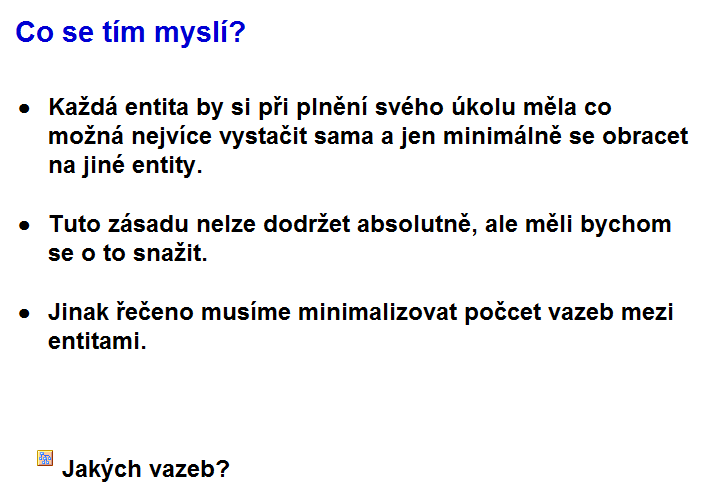 Co se tím myslí?
● Každá entita by si při plnění svého úkolu měla co
možná nejvíce vystačit sama a jen minimálně se obracet
na jiné entity.
● Tuto zásadu nelze dodržet absolutně, ale měli bychom
se o to snažit.
● Jinak řečeno musíme minimalizovat počcet vazeb mezi
entitami.
Jakých vazeb?